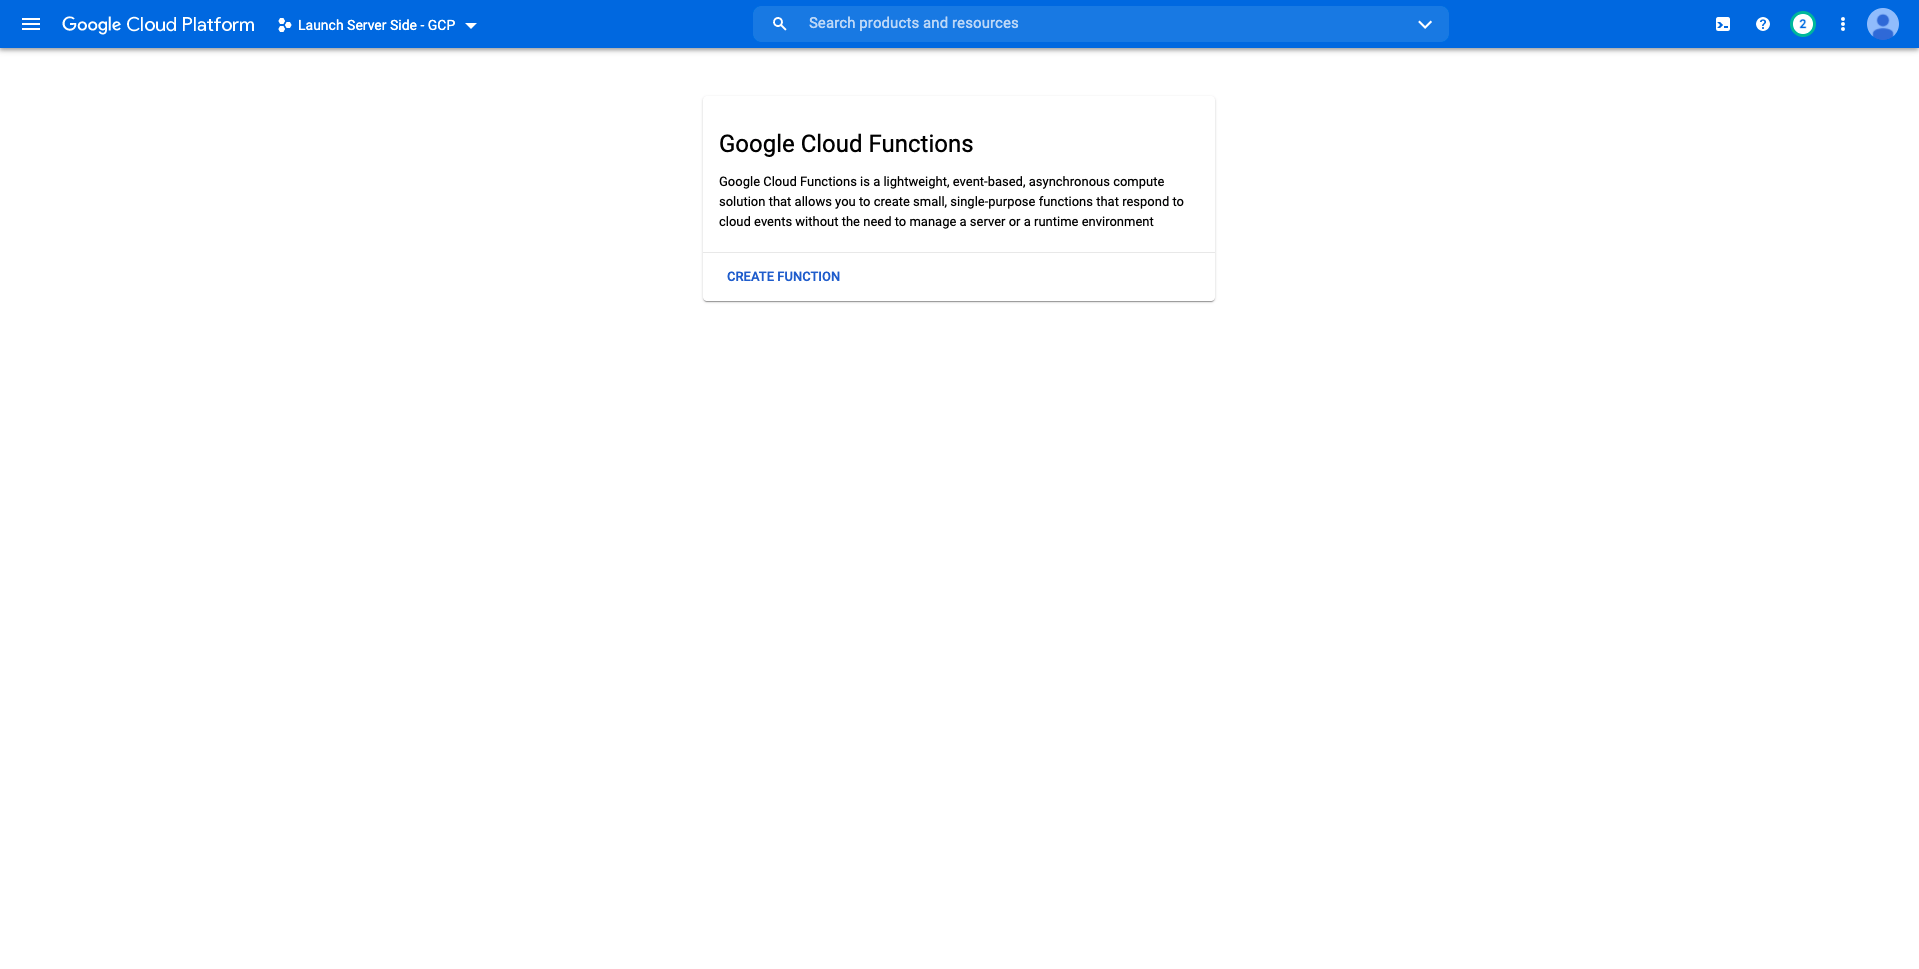 Google Cloud Platform
Launch Server Side - GCP
Search products and resources
2
Google Cloud Functions
Google Cloud Functions is a lightweight, event-based, asynchronous compute
solution that allows you to create small, single-purpose functions that respond to
cloud events without the need to manage a server or a runtime environment
CREATE FUNCTION